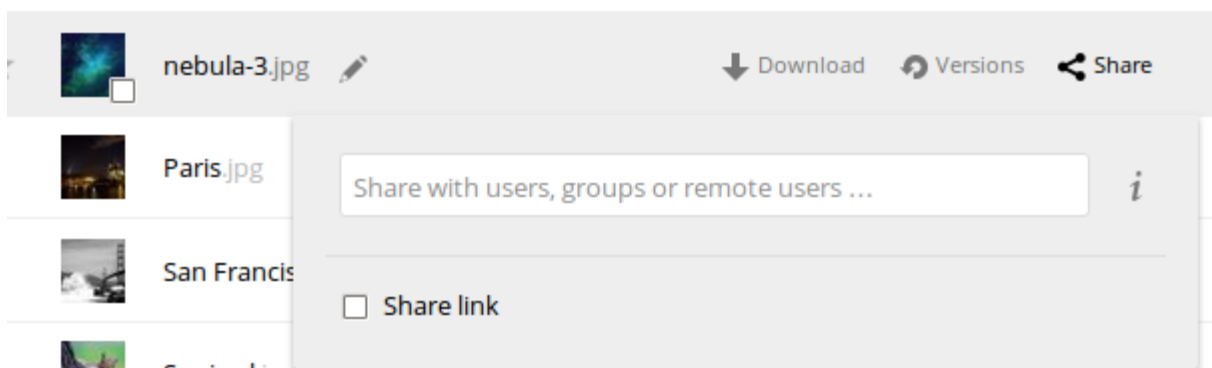 nebula-3.jpg Download Versions Share
Paris.jpg
Share with users, groups or remote users ...
i
San Francis
Share link